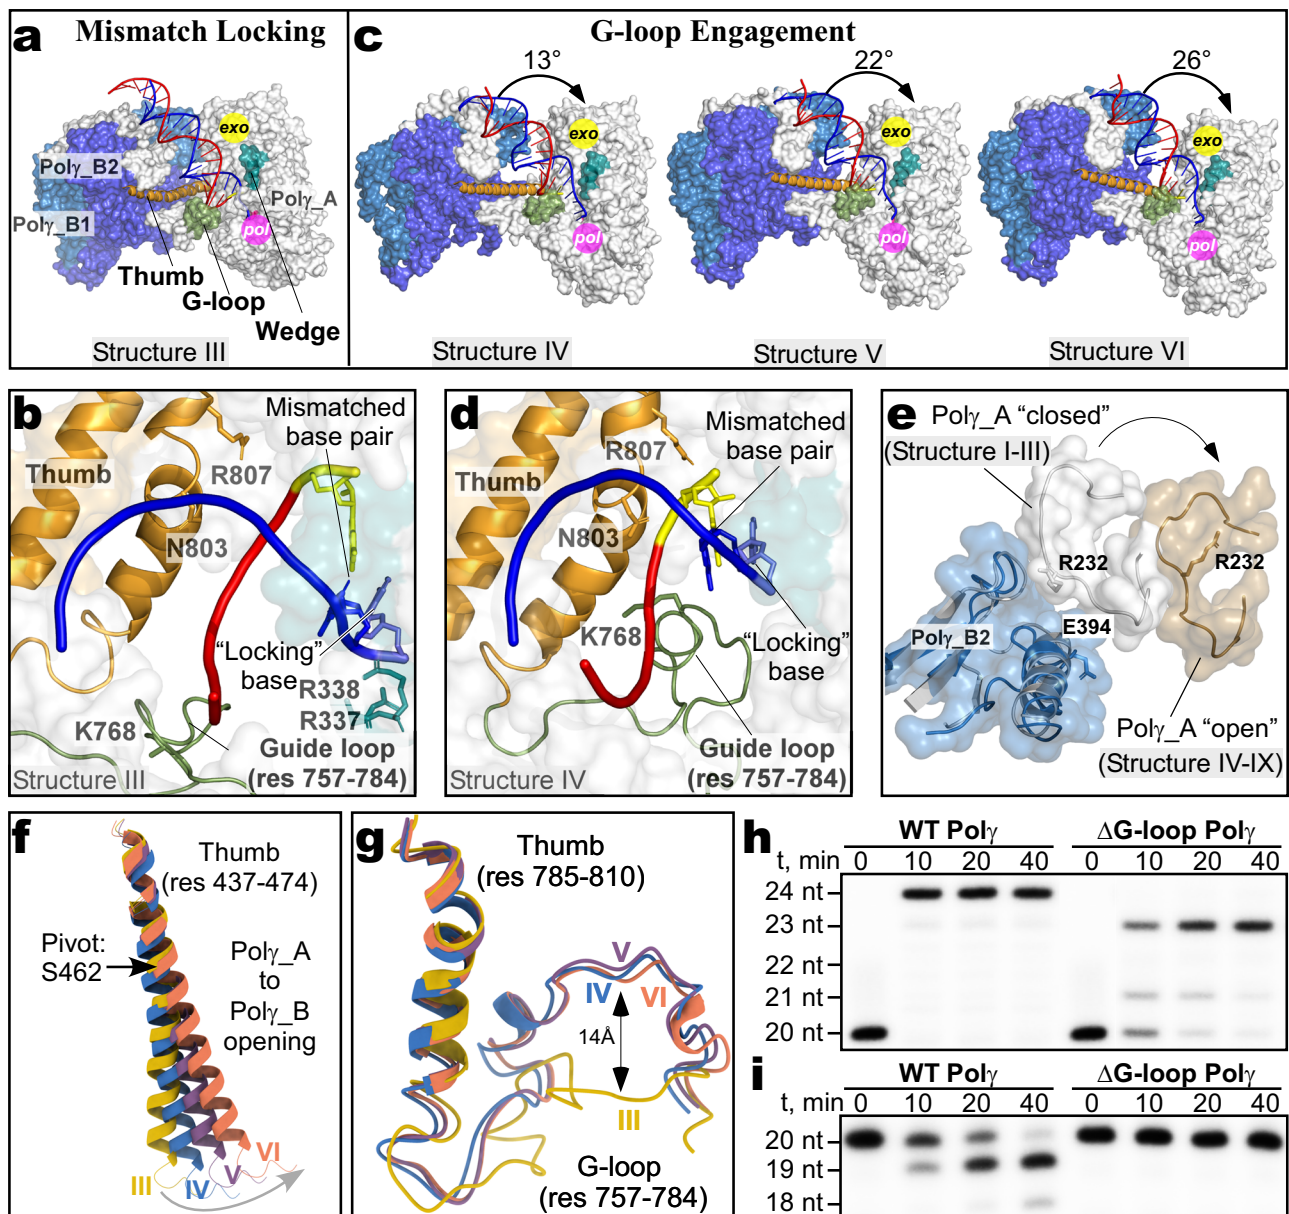 a Mismatch Locking
exo
Polγ_B2
Polγ_A
Polγ_B1
pol
Thumb
G-loop
Wedge
Structure III
c G-loop Engagement
13°
22°
26°
exo
exo
exo
pol
pol
pol
Structure IV
Structure V
Structure VI
b
Mismatched
base pair
R807
Thumb
N803
"Locking"
base
R338
R337
K768
Guide loop
(res 757-784)
Structure III
d
Mismatched
base pair
R807
Thumb
N803
K768
"Locking"
base
Guide loop
(res 757-784)
Structure IV
e
Polγ_A "closed"
(Structure I-III)
R232
R232
E394
Polγ_B2
Polγ_A "open"
(Structure IV-IX)
f
Thumb
(res 437-474)
Pivot:
S462
Polγ_A
to
Polγ_B
opening
III
IV
V
VI
g
Thumb
(res 785-810)
V
IV
VI
14Å
III
G-loop
(res 757-784)
h
WT Polγ
ΔG-loop Polγ
t, min 0 10 20 40 0 10 20 40
24 nt
23 nt
22 nt
21 nt
20 nt
i
WT Polγ
ΔG-loop Polγ
t, min 0 10 20 40 0 10 20 40
20 nt
19 nt
18 nt